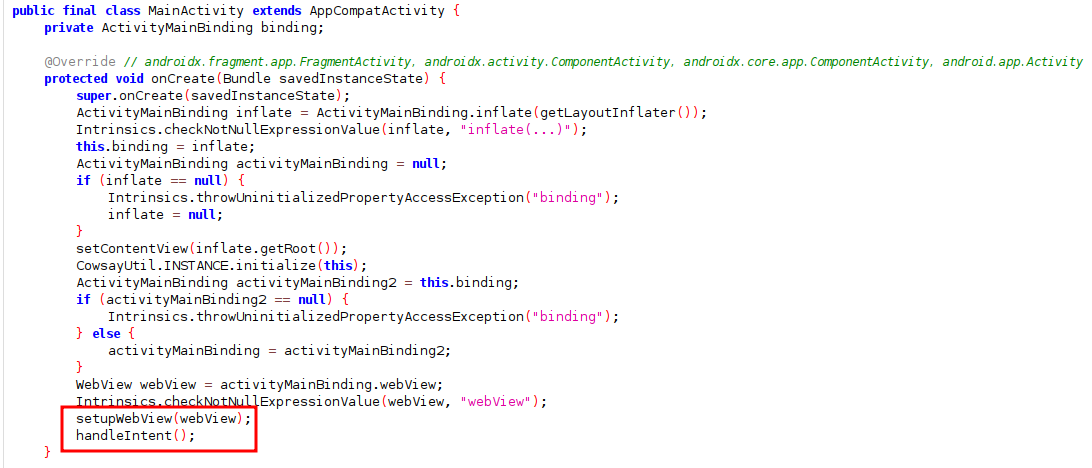 public final class MainActivity extends AppCompatActivity {
    private ActivityMainBinding binding;

    @Override // androidx.fragment.app.FragmentActivity, androidx.activity.ComponentActivity, androidx.core.app.ComponentActivity, android.app.Activity
    protected void onCreate(Bundle savedInstanceState) {
        super.onCreate(savedInstanceState);
        ActivityMainBinding inflate = ActivityMainBinding.inflate(getLayoutInflater());
        Intrinsics.checkNotNullExpressionValue(inflate, "inflate(...)");
        this.binding = inflate;
        ActivityMainBinding activityMainBinding = null;
        if (inflate == null) {
            Intrinsics.throwUninitializedPropertyAccessException("binding");
            inflate = null;
        }
        setContentView(inflate.getRoot());
        CowsayUtil.INSTANCE.initialize(this);
        ActivityMainBinding activityMainBinding2 = this.binding;
        if (activityMainBinding2 == null) {
            Intrinsics.throwUninitializedPropertyAccessException("binding");
        } else {
            activityMainBinding = activityMainBinding2;
        }
        WebView webView = activityMainBinding.webView;
        Intrinsics.checkNotNullExpressionValue(webView, "webView");
        setupWebView(webView);
        handleIntent();
    }